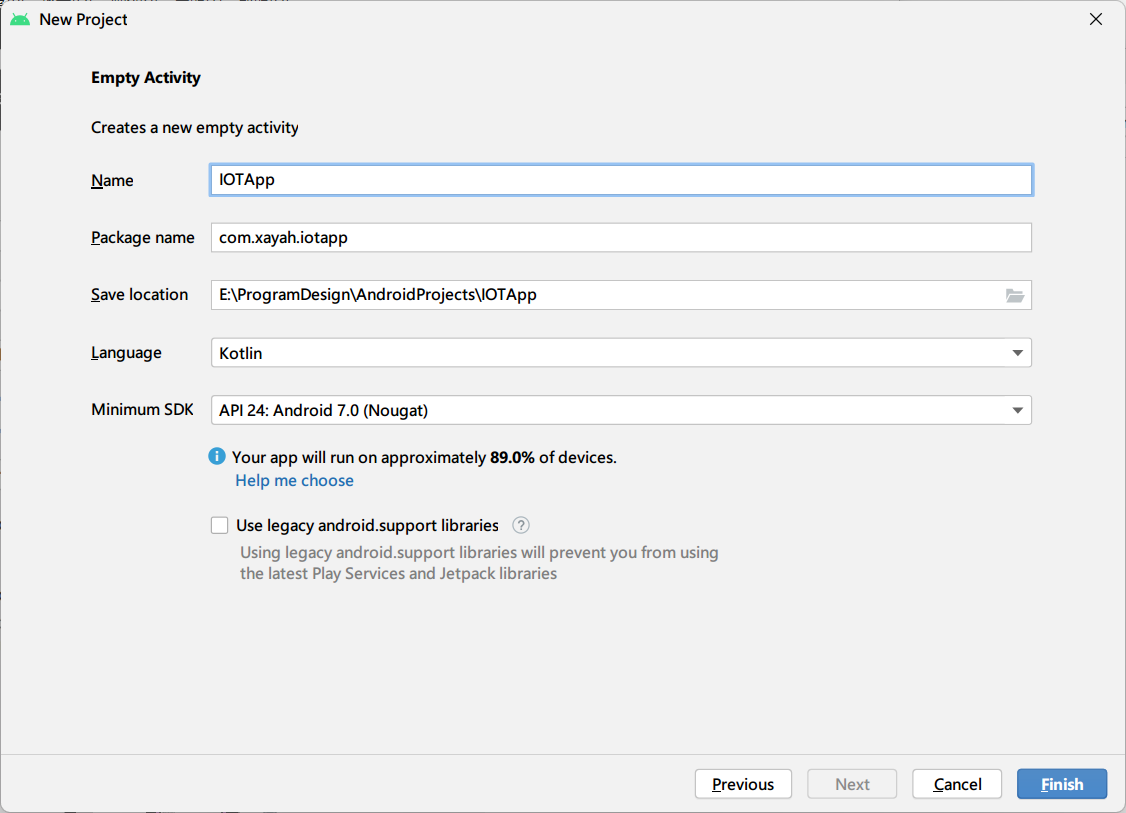 New Project
Empty Activity
Creates a new empty activity
Name IOTApp
Package name com.xayah.iotapp
Save location E:\ProgramDesign\AndroidProjects\IOTApp
Language Kotlin
Minimum SDK API 24: Android 7.0 (Nougat)
i Your app will run on approximately 89.0% of devices.
Help me choose
Use legacy android.support libraries ?
Using legacy android.support libraries will prevent you from using
the latest Play Services and Jetpack libraries
Previous Next Cancel Finish